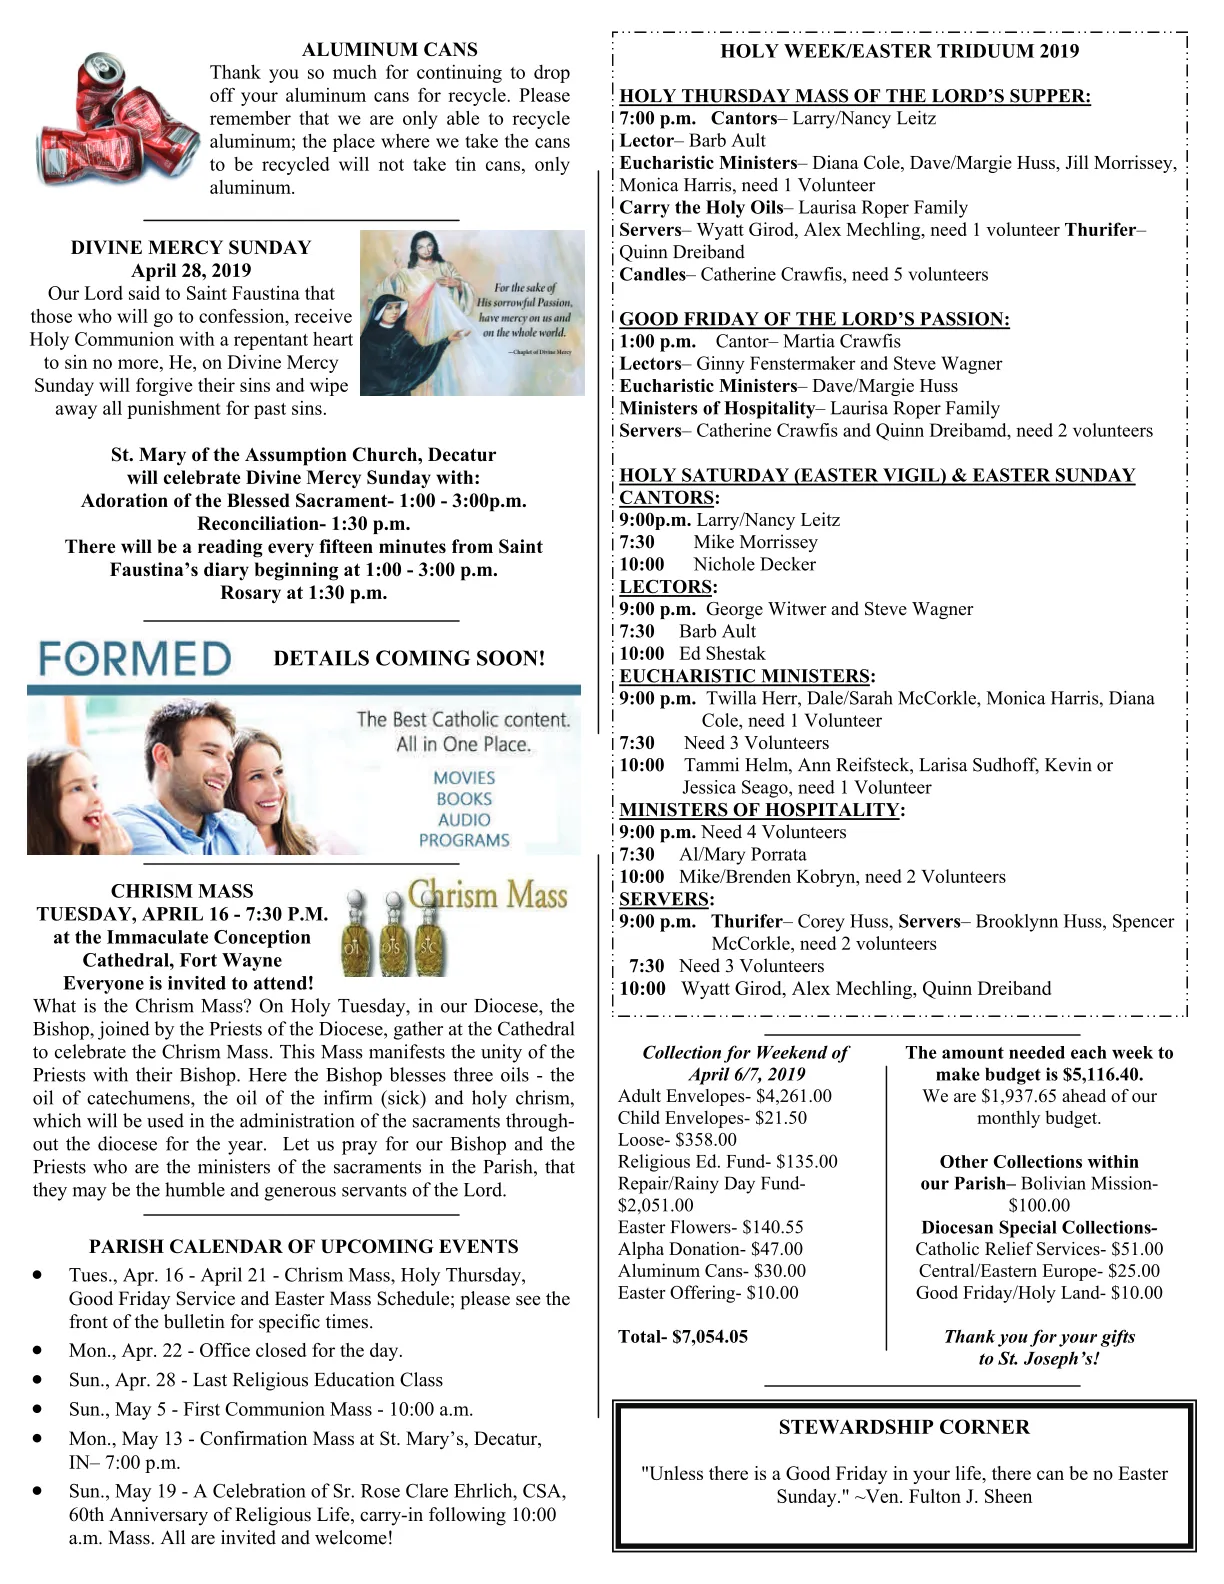 ALUMINUM CANS
Thank you so much for continuing to drop
off your aluminum cans for recycle. Please
remember that we are only able to recycle
aluminum; the place where we take the cans
to be recycled will not take tin cans, only
aluminum.
DIVINE MERCY SUNDAY
April 28, 2019
Our Lord said to Saint Faustina that
those who will go to confession, receive
Holy Communion with a repentant heart
to sin no more, He, on Divine Mercy
Sunday will forgive their sins and wipe
away all punishment for past sins.
For the sake of
His sorrowful Passion,
have mercy on us and
on the whole world.
—Chaplet of Divine Mercy
St. Mary of the Assumption Church, Decatur
will celebrate Divine Mercy Sunday with:
Adoration of the Blessed Sacrament- 1:00 - 3:00p.m.
Reconciliation- 1:30 p.m.
There will be a reading every fifteen minutes from Saint
Faustina’s diary beginning at 1:00 - 3:00 p.m.
Rosary at 1:30 p.m.
FORMED
DETAILS COMING SOON!
The Best Catholic content.
All in One Place.
MOVIES
BOOKS
AUDIO
PROGRAMS
CHRISM MASS
TUESDAY, APRIL 16 - 7:30 P.M.
at the Immaculate Conception
Cathedral, Fort Wayne
Everyone is invited to attend!
Chrism Mass
What is the Chrism Mass? On Holy Tuesday, in our Diocese, the
Bishop, joined by the Priests of the Diocese, gather at the Cathedral
to celebrate the Chrism Mass. This Mass manifests the unity of the
Priests with their Bishop. Here the Bishop blesses three oils - the
oil of catechumens, the oil of the infirm (sick) and holy chrism,
which will be used in the administration of the sacraments through-
out the diocese for the year. Let us pray for our Bishop and the
Priests who are the ministers of the sacraments in the Parish, that
they may be the humble and generous servants of the Lord.
PARISH CALENDAR OF UPCOMING EVENTS
• Tues., Apr. 16 - April 21 - Chrism Mass, Holy Thursday,
Good Friday Service and Easter Mass Schedule; please see the
front of the bulletin for specific times.
• Mon., Apr. 22 - Office closed for the day.
• Sun., Apr. 28 - Last Religious Education Class
• Sun., May 5 - First Communion Mass - 10:00 a.m.
• Mon., May 13 - Confirmation Mass at St. Mary’s, Decatur,
IN– 7:00 p.m.
• Sun., May 19 - A Celebration of Sr. Rose Clare Ehrlich, CSA,
60th Anniversary of Religious Life, carry-in following 10:00
a.m. Mass. All are invited and welcome!
HOLY WEEK/EASTER TRIDUUM 2019
HOLY THURSDAY MASS OF THE LORD’S SUPPER:
7:00 p.m. Cantors– Larry/Nancy Leitz
Lector– Barb Ault
Eucharistic Ministers– Diana Cole, Dave/Margie Huss, Jill Morrissey,
Monica Harris, need 1 Volunteer
Carry the Holy Oils– Laurisa Roper Family
Servers– Wyatt Girod, Alex Mechling, need 1 volunteer Thurifer–
Quinn Dreiband
Candles– Catherine Crawfis, need 5 volunteers
GOOD FRIDAY OF THE LORD’S PASSION:
1:00 p.m. Cantor– Martia Crawfis
Lectors– Ginny Fenstermaker and Steve Wagner
Eucharistic Ministers– Dave/Margie Huss
Ministers of Hospitality– Laurisa Roper Family
Servers– Catherine Crawfis and Quinn Dreibamd, need 2 volunteers
HOLY SATURDAY (EASTER VIGIL) & EASTER SUNDAY
CANTORS:
9:00p.m. Larry/Nancy Leitz
7:30 Mike Morrissey
10:00 Nichole Decker
LECTORS:
9:00 p.m. George Witwer and Steve Wagner
7:30 Barb Ault
10:00 Ed Shestak
EUCHARISTIC MINISTERS:
9:00 p.m. Twilla Herr, Dale/Sarah McCorkle, Monica Harris, Diana
Cole, need 1 Volunteer
7:30 Need 3 Volunteers
10:00 Tammi Helm, Ann Reifsteck, Larisa Sudhoff, Kevin or
Jessica Seago, need 1 Volunteer
MINISTERS OF HOSPITALITY:
9:00 p.m. Need 4 Volunteers
7:30 Al/Mary Porrata
10:00 Mike/Brenden Kobryn, need 2 Volunteers
SERVERS:
9:00 p.m. Thurifer– Corey Huss, Servers– Brooklynn Huss, Spencer
McCorkle, need 2 volunteers
7:30 Need 3 Volunteers
10:00 Wyatt Girod, Alex Mechling, Quinn Dreiband
Collection for Weekend of
April 6/7, 2019
Adult Envelopes- $4,261.00
Child Envelopes- $21.50
Loose- $358.00
Religious Ed. Fund- $135.00
Repair/Rainy Day Fund-
$2,051.00
Easter Flowers- $140.55
Alpha Donation- $47.00
Aluminum Cans- $30.00
Easter Offering- $10.00
Total- $7,054.05
The amount needed each week to
make budget is $5,116.40.
We are $1,937.65 ahead of our
monthly budget.
Other Collections within
our Parish– Bolivian Mission-
$100.00
Diocesan Special Collections-
Catholic Relief Services- $51.00
Central/Eastern Europe- $25.00
Good Friday/Holy Land- $10.00
Thank you for your gifts
to St. Joseph’s!
STEWARDSHIP CORNER
"Unless there is a Good Friday in your life, there can be no Easter
Sunday." ~Ven. Fulton J. Sheen